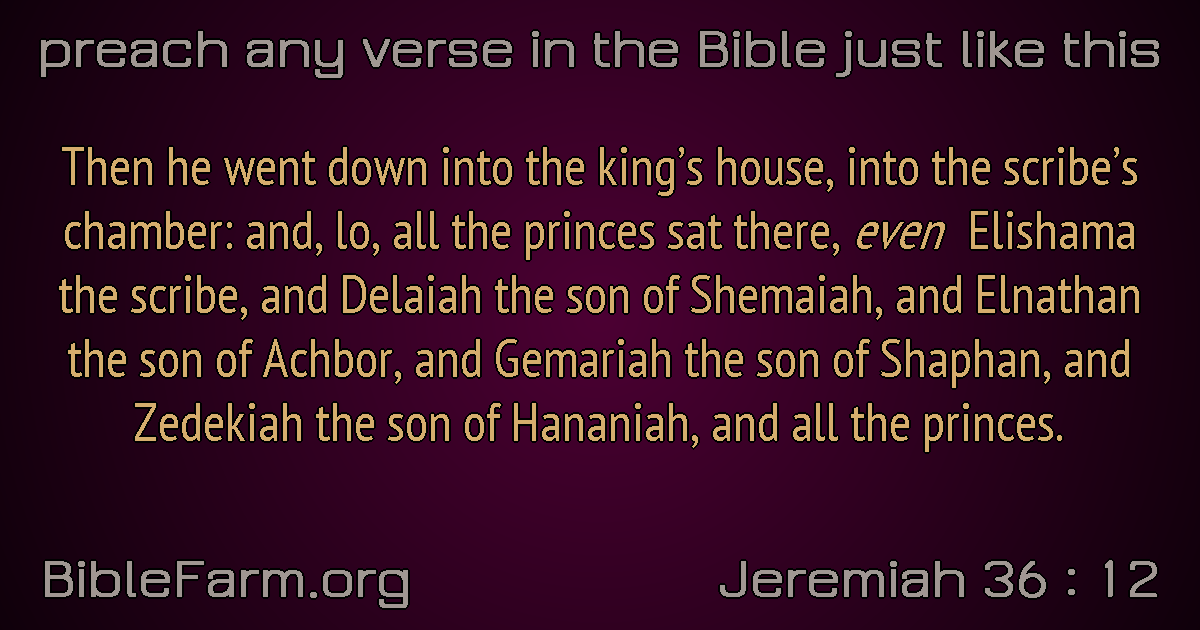 preach any verse in the Bible just like this
Then he went down into the king’s house, into the scribe’s
chamber: and, lo, all the princes sat there, even Elishama
the scribe, and Delaiah the son of Shemaiah, and Elnathan
the son of Achbor, and Gemariah the son of Shaphan, and
Zedekiah the son of Hananiah, and all the princes.
BibleFarm.org
Jeremiah 36 : 12